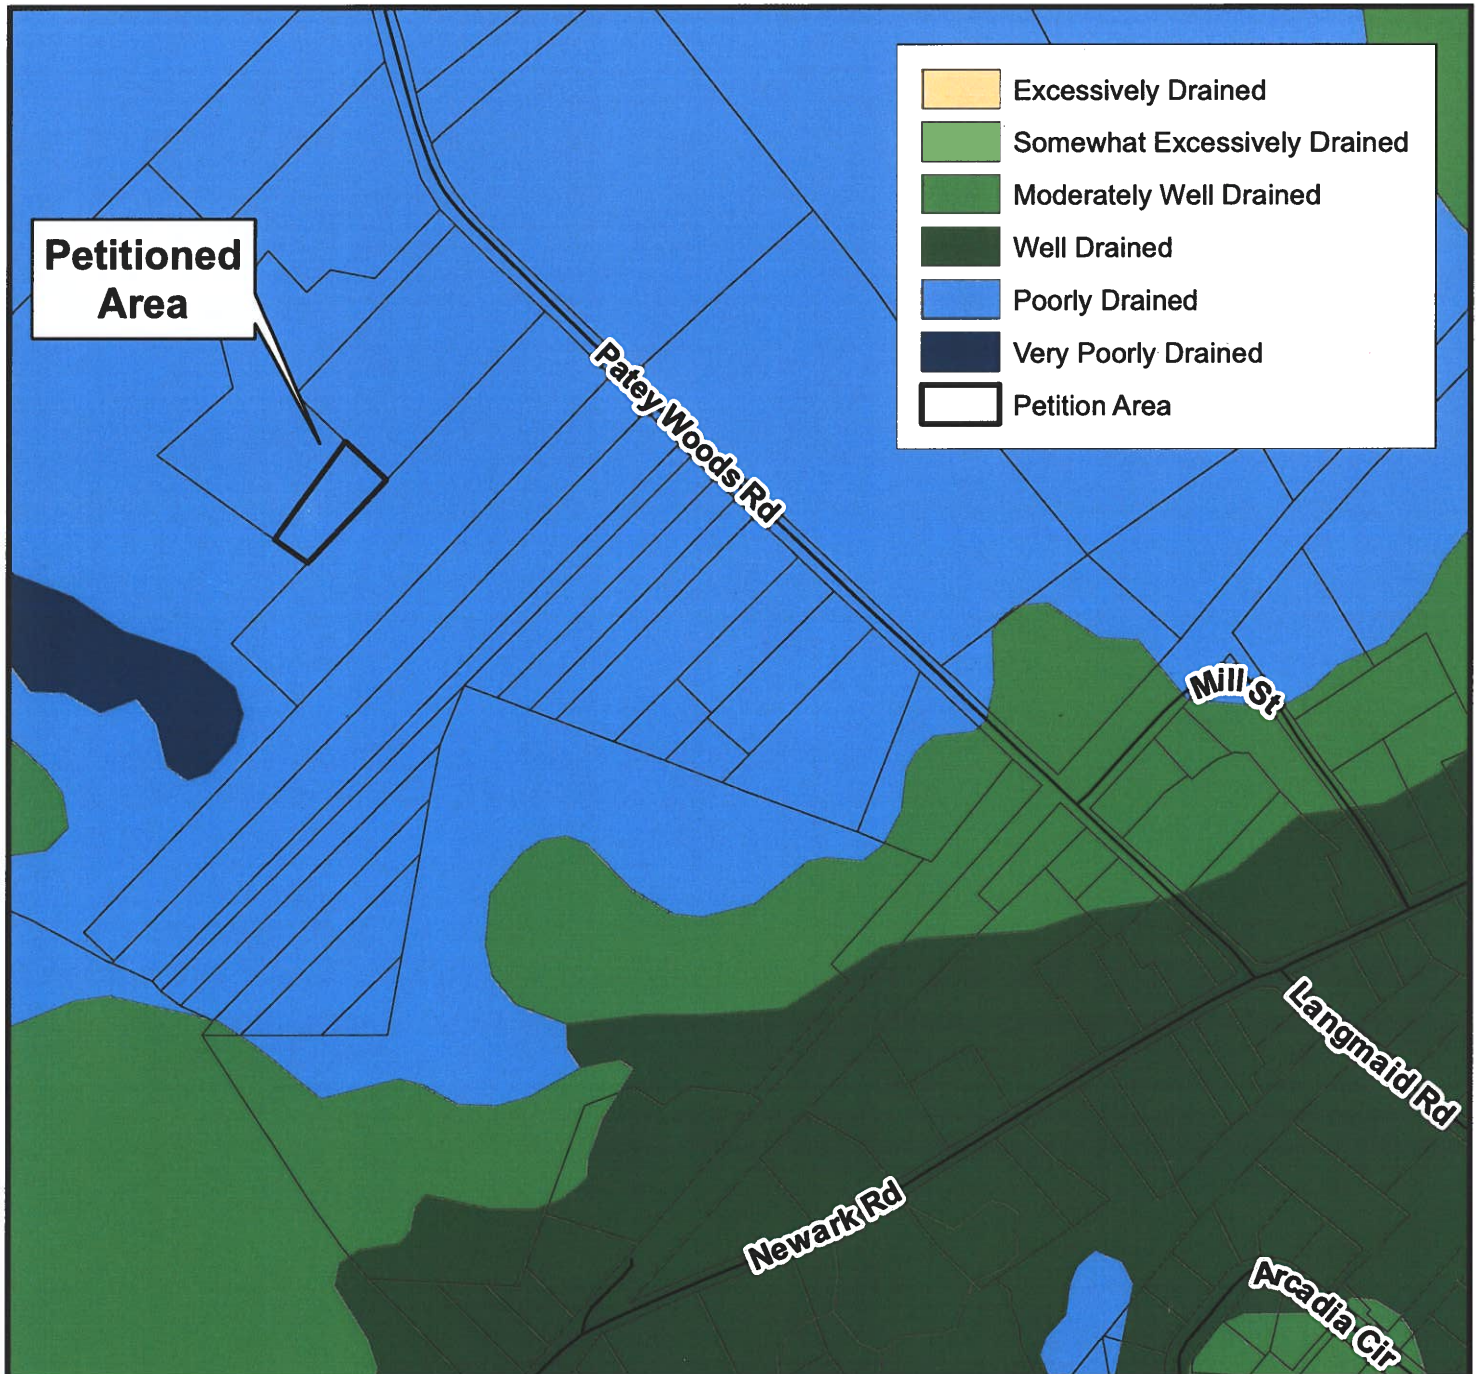 Excessively Drained
Somewhat Excessively Drained
Moderately Well Drained
Well Drained
Poorly Drained
Very Poorly Drained
Petition Area
Petitioned
Area
Patey Woods Rd
Mill St
Langmaid Rd
Newark Rd
Arcadia Cir